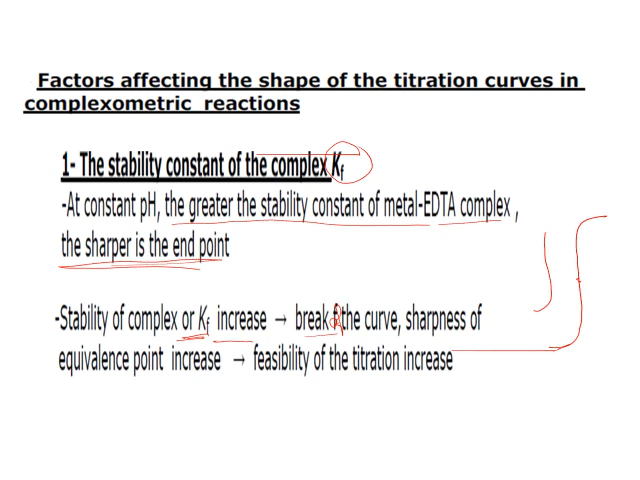 Factors affecting the shape of the titration curves in
complexometric reactions
1- The stability constant of the complex Kf
-At constant pH, the greater the stability constant of metal-EDTA complex ,
the sharper is the end point
-Stability of complex or Kf increase → break the curve, sharpness of
equivalence point increase → feasibility of the titration increase